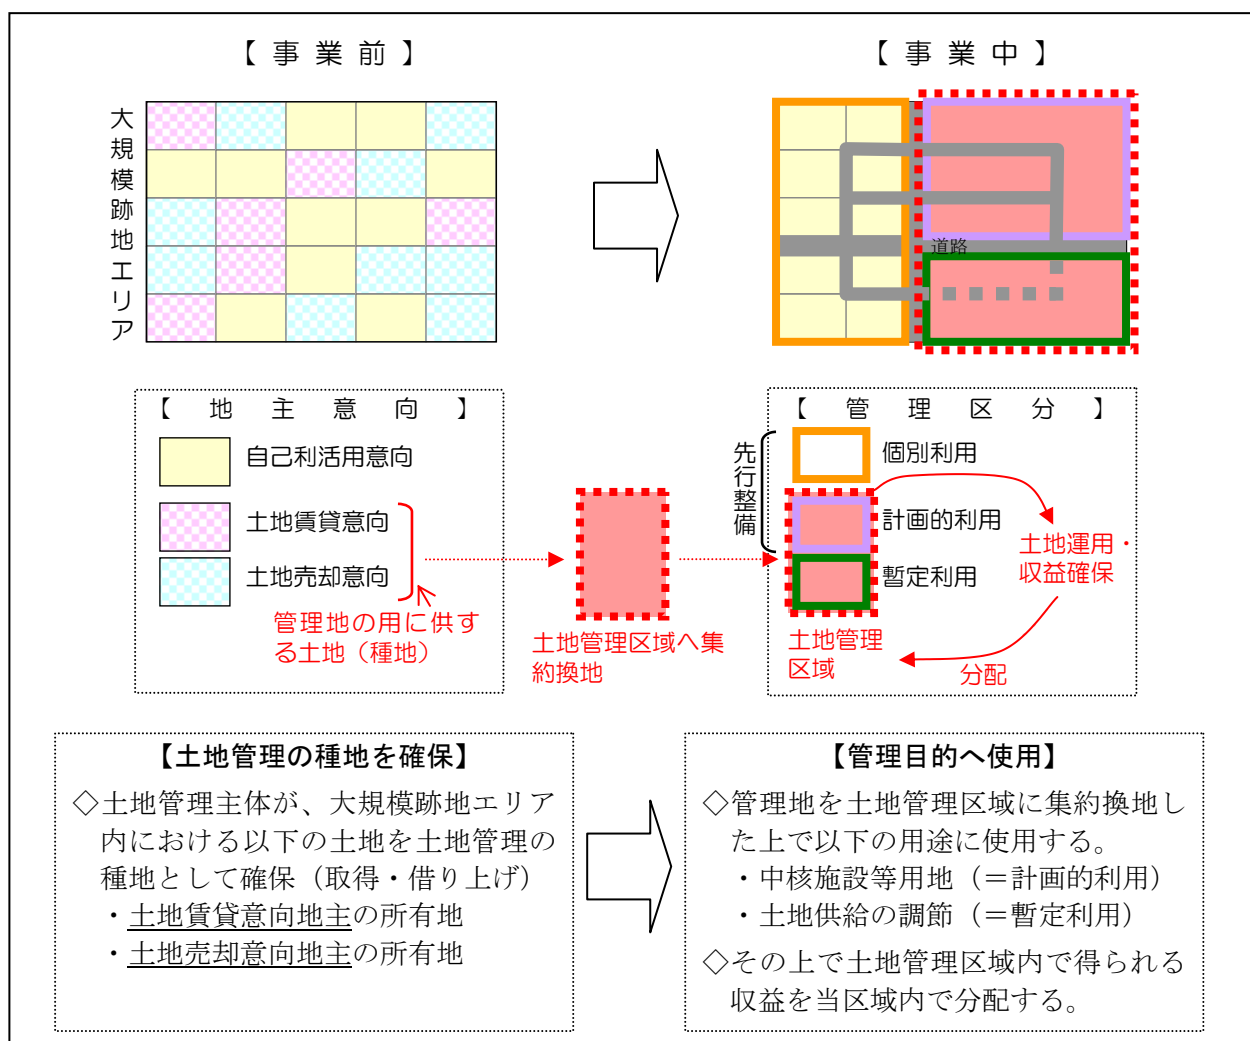 【事業前】
【事業中】
大規模跡地エリア
道路
【地主意向】
自己利活用意向
土地賃貸意向
土地売却意向
管理地の用に供す
る土地（種地）
土地管理区域へ集
約換地
【管理区分】
先行整備
個別利用
計画的利用
暫定利用
土地管理
区域
土地運用・
収益確保
分配
【土地管理の種地を確保】
◇土地管理主体が、大規模跡地エリア
内における以下の土地を土地管理の
種地として確保（取得・借り上げ）
・土地賃貸意向地主の所有地
・土地売却意向地主の所有地
【管理目的へ使用】
◇管理地を土地管理区域に集約換地し
た上で以下の用途に使用する。
・中核施設等用地（＝計画的利用）
・土地供給の調節（＝暫定利用）
◇その上で土地管理区域内で得られる
収益を当区域内で分配する。